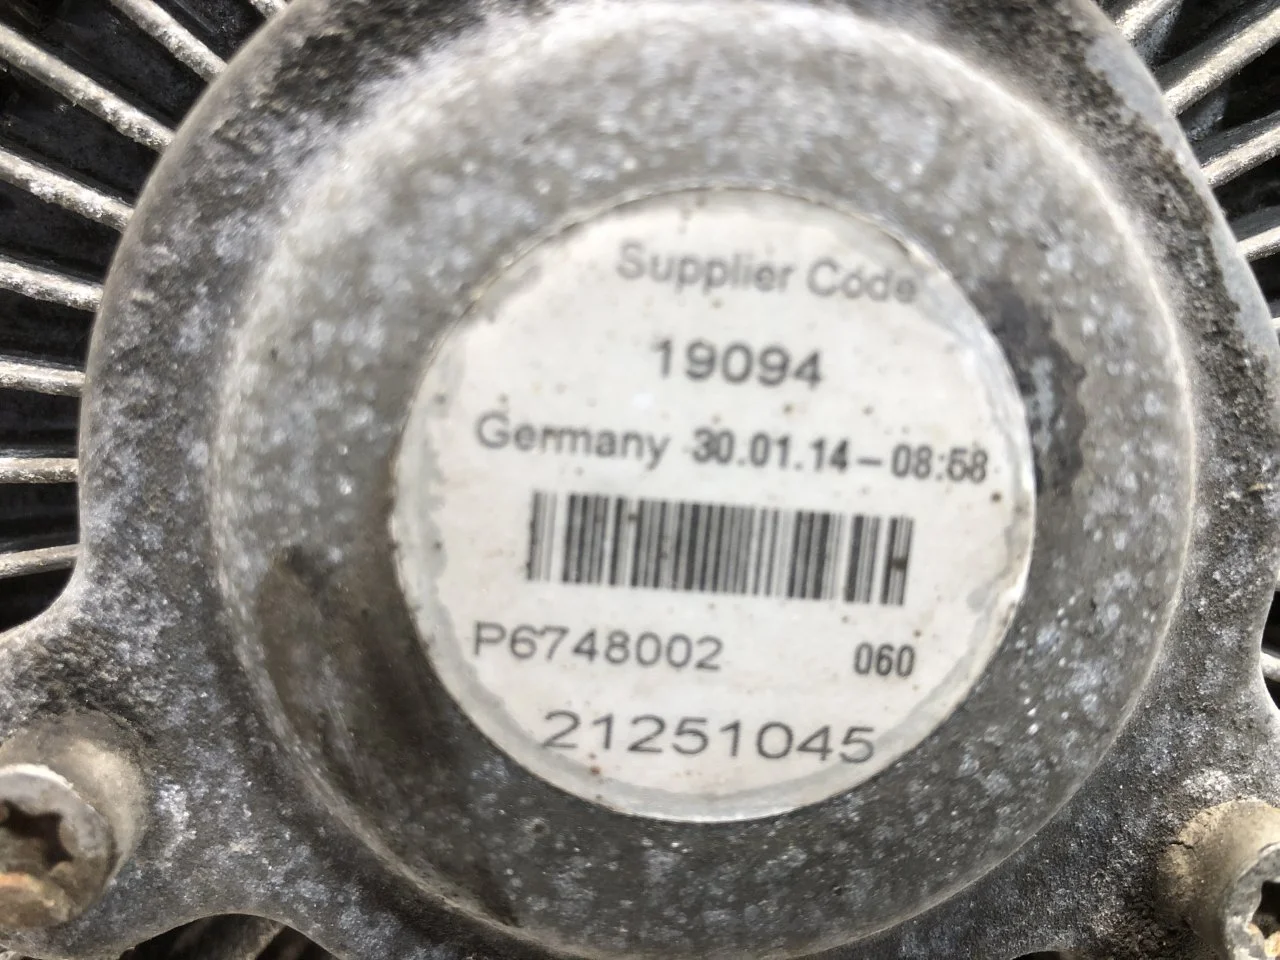 Supplier Code
19094
Germany 30.01.14-08:58
P6748002 060
21251045